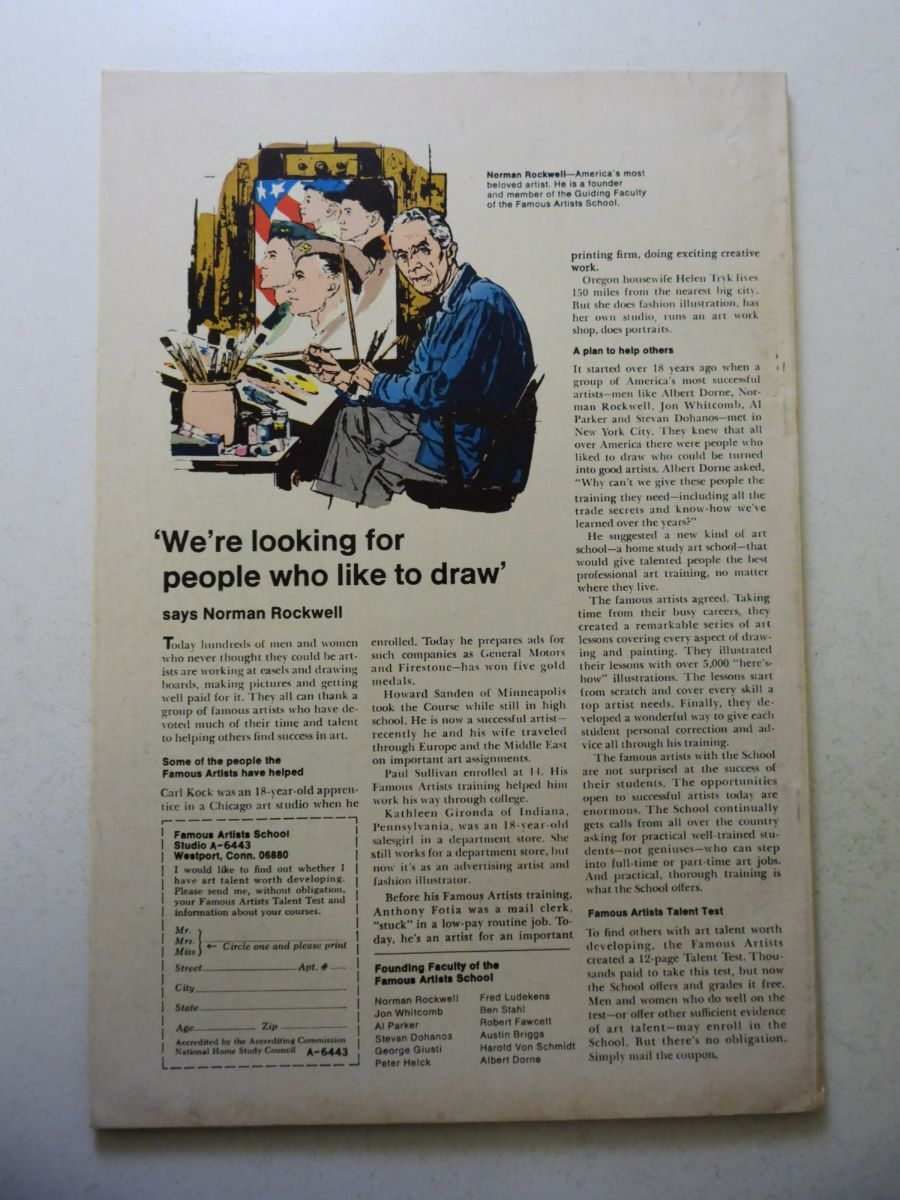 Norman Rockwell—America's most
beloved artist. He is a founder
and member of the Guiding Faculty
of the Famous Artists School.
'We're looking for
people who like to draw'
says Norman Rockwell
Today hundreds of men and women
who never thought they could be art-
ists are working at easels and drawing
boards, making pictures and getting
well paid for it. They all can thank a
group of famous artists who have de-
voted much of their time and talent
to helping others find success in art.
Some of the people the
Famous Artists have helped
Carl Kock was an 18-year-old appren-
tice in a Chicago art studio when he
Famous Artists School
Studio A-6443
Westport, Conn. 06880
I would like to find out whether I
have art talent worth developing.
Please send me, without obligation,
your Famous Artists Talent Test and
information about your courses.
Mr.
Mrs.
Miss
← Circle one and please print
Street Apt. #
City
State
Age Zip
Accredited by the Accrediting Commission
National Home Study Council A-6443
enrolled. Today he prepares ads for
such companies as General Motors
and Firestone—has won five gold
medals.
Howard Sanden of Minneapolis
took the Course while still in high
school. He is now a successful artist—
recently he and his wife traveled
through Europe and the Middle East
on important art assignments.
Paul Sullivan enrolled at 14. His
Famous Artists training helped him
work his way through college.
Kathleen Gironda of Indiana,
Pennsylvania, was an 18-year-old
salesgirl in a department store. She
still works for a department store, but
now it's as an advertising artist and
fashion illustrator.
Before his Famous Artists training,
Anthony Fotia was a mail clerk,
"stuck" in a low-pay routine job. To-
day, he's an artist for an important
Founding Faculty of the
Famous Artists School
Norman Rockwell
Jon Whitcomb
Al Parker
Stevan Dohanos
George Giusti
Peter Helck
Fred Ludekens
Ben Stahl
Robert Fawcett
Austin Briggs
Harold Von Schmidt
Albert Dorne
printing firm, doing exciting creative
work.
Oregon housewife Helen Tryk lives
150 miles from the nearest big city.
But she does fashion illustration, has
her own studio, runs an art work
shop, does portraits.
A plan to help others
It started over 18 years ago when a
group of America's most successful
artists—men like Albert Dorne, Nor-
man Rockwell, Jon Whitcomb, Al
Parker and Stevan Dohanos—met in
New York City. They knew that all
over America there were people who
liked to draw who could be turned
into good artists. Albert Dorne asked,
"Why can't we give these people the
training they need—including all the
trade secrets and know-how we've
learned over the years?"
He suggested a new kind of art
school—a home study art school—that
would give talented people the best
professional art training, no matter
where they live.
The famous artists agreed. Taking
time from their busy careers, they
created a remarkable series of art
lessons covering every aspect of draw-
ing and painting. They illustrated
their lessons with over 5,000 "here's-
how" illustrations. The lessons start
from scratch and cover every skill a
top artist needs. Finally, they de-
veloped a wonderful way to give each
student personal correction and ad-
vice all through his training.
The famous artists with the School
are not surprised at the success of
their students. The opportunities
open to successful artists today are
enormous. The School continually
gets calls from all over the country
asking for practical well-trained stu-
dents—not geniuses—who can step
into full-time or part-time art jobs.
And practical, thorough training is
what the School offers.
Famous Artists Talent Test
To find others with art talent worth
developing, the Famous Artists
created a 12-page Talent Test. Thou-
sands paid to take this test, but now
the School offers and grades it free.
Men and women who do well on the
test—or offer other sufficient evidence
of art talent—may enroll in the
School. But there's no obligation.
Simply mail the coupon.